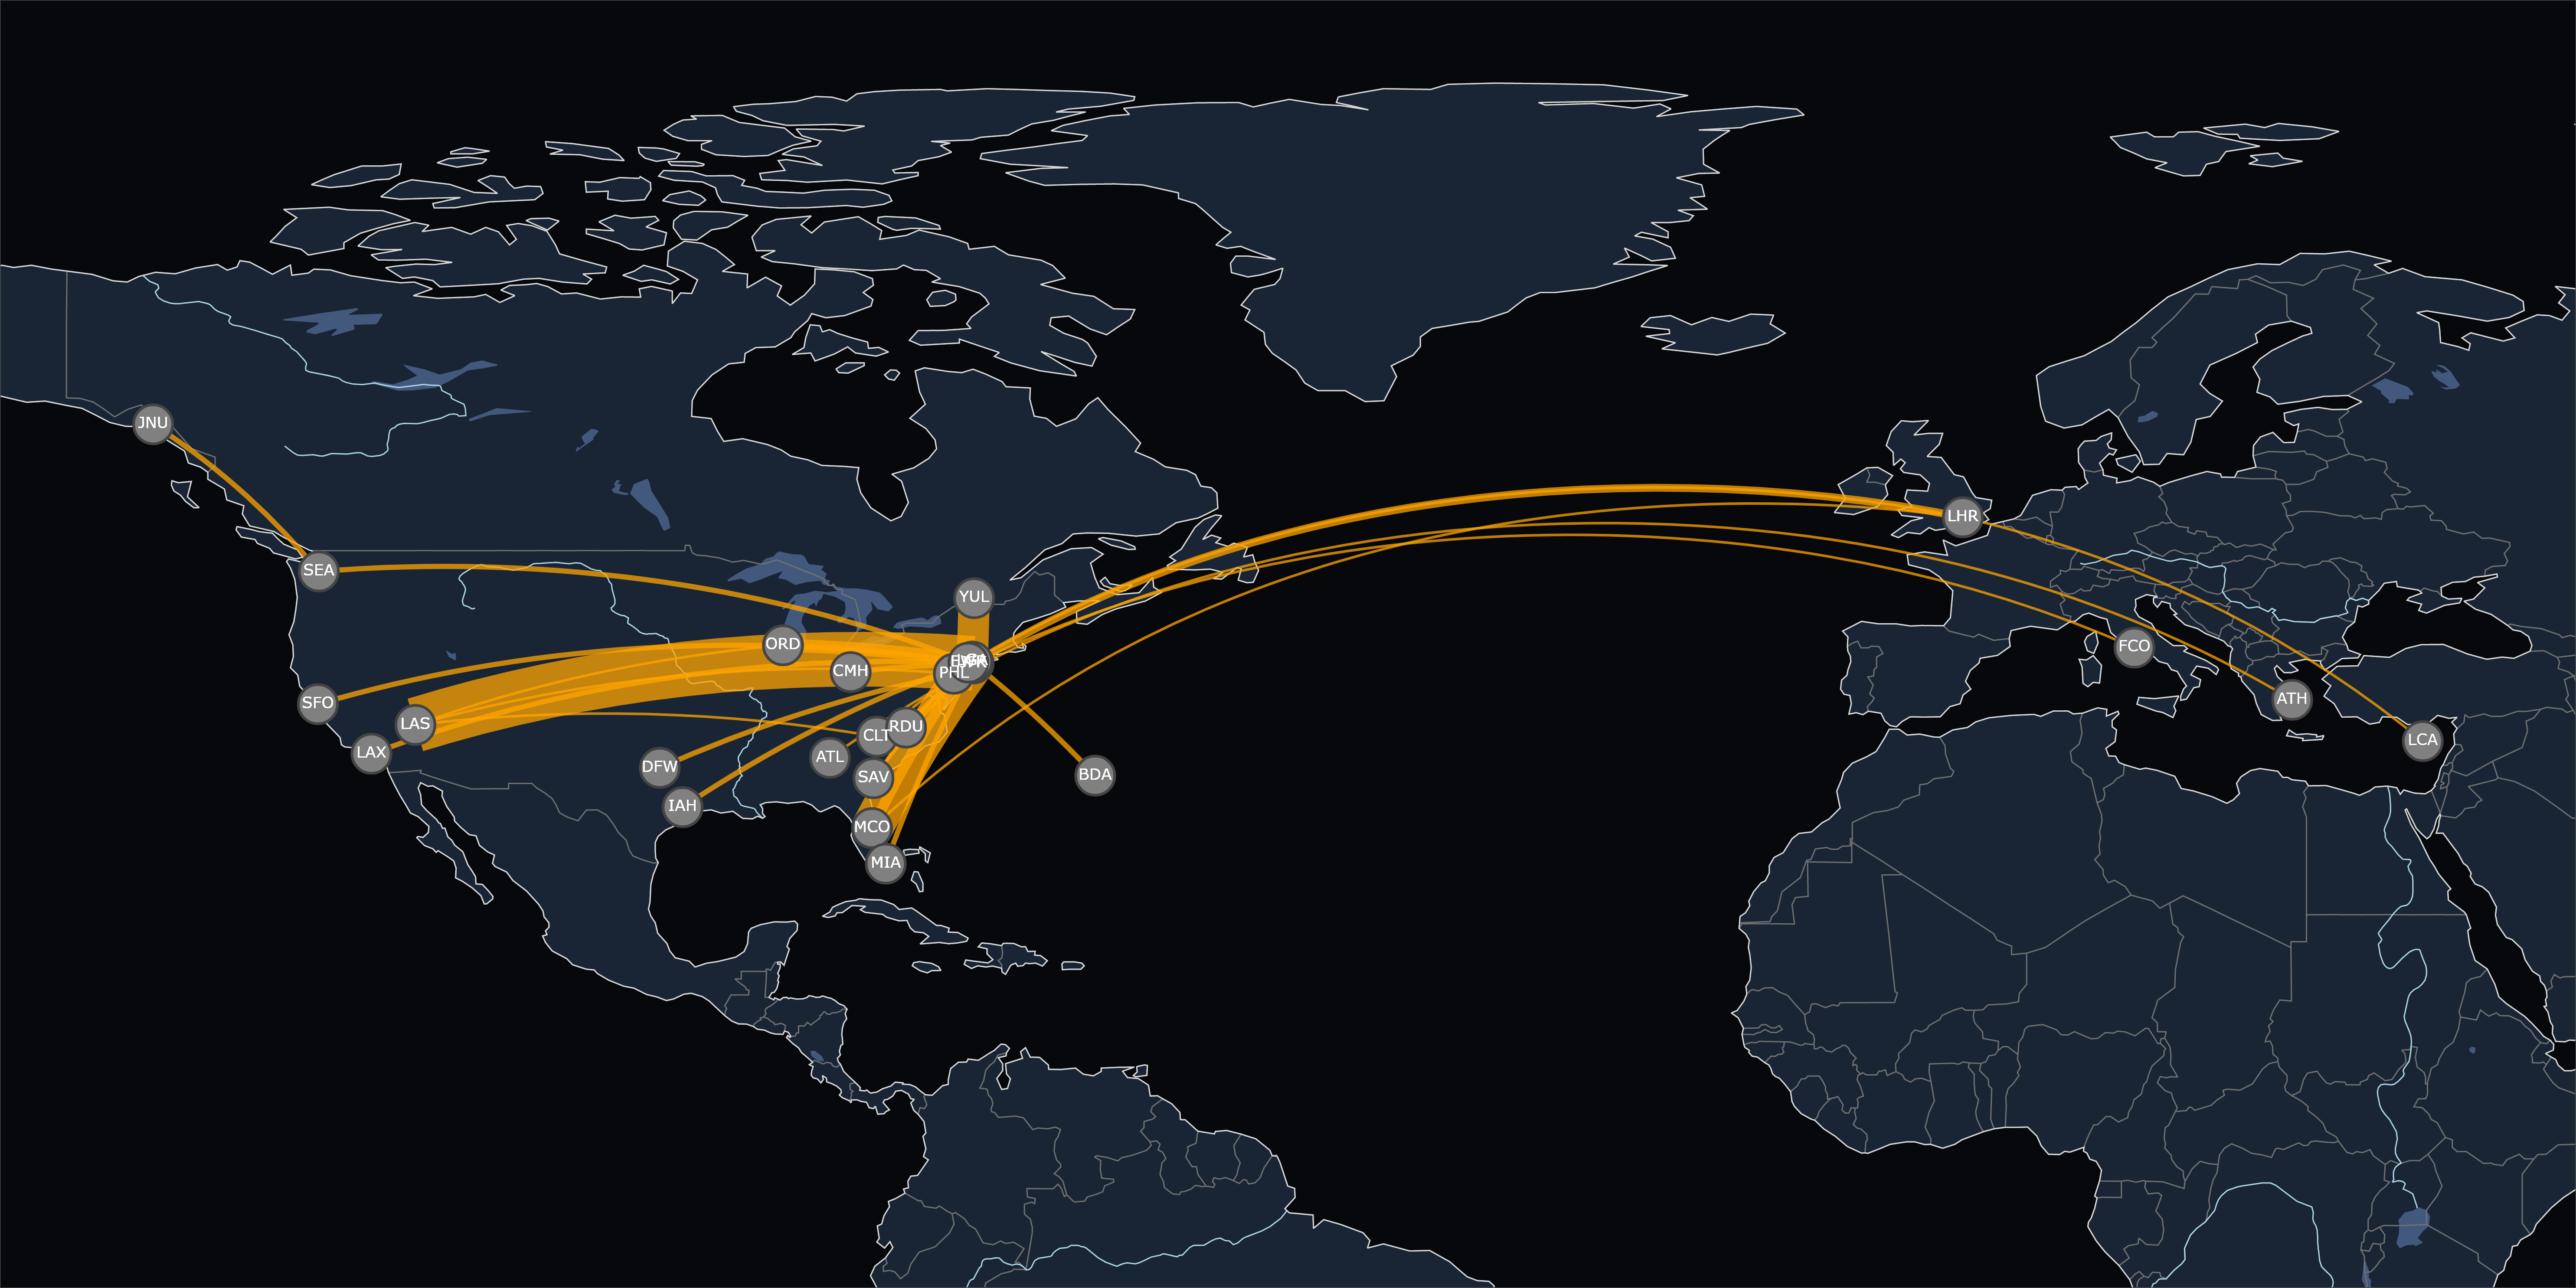 JNU
LHR
SEA
YUL
ORD
FCO
CMH
PHL
ATH
SFO
LAS
RDU
CLT
LCA
LAX
ATL
DFW
BDA
SAV
IAH
MCO
MIA